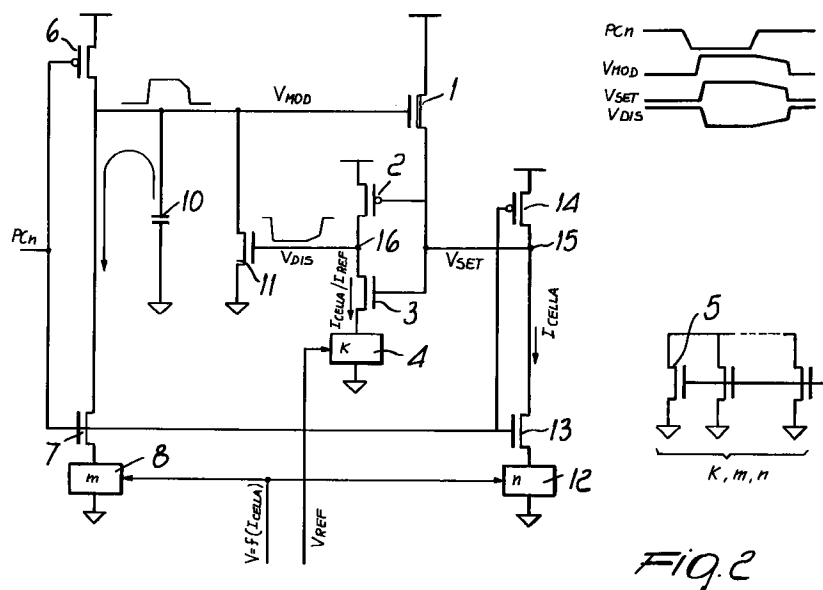 6
PCn
VMOD
1
VMOD
VSET
VDIS
2
14
10
PCn
16
15
VDIS
VSET
11
3
ICELLA/IREF
ICELLA
5
K
4
7
13
8
m
n
12
K, m, n
V=f(ICELLA)
VREF
Fig. 2